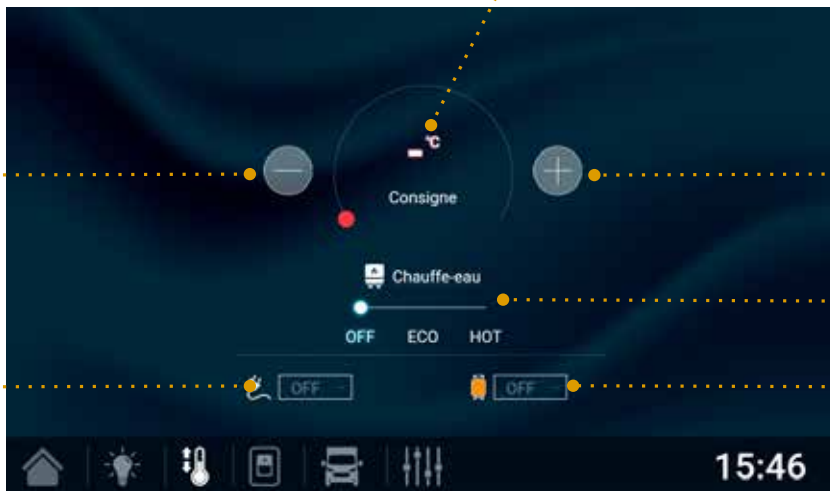 - °C
Consigne
Chauffe-eau
OFF ECO HOT
OFF OFF
15:46